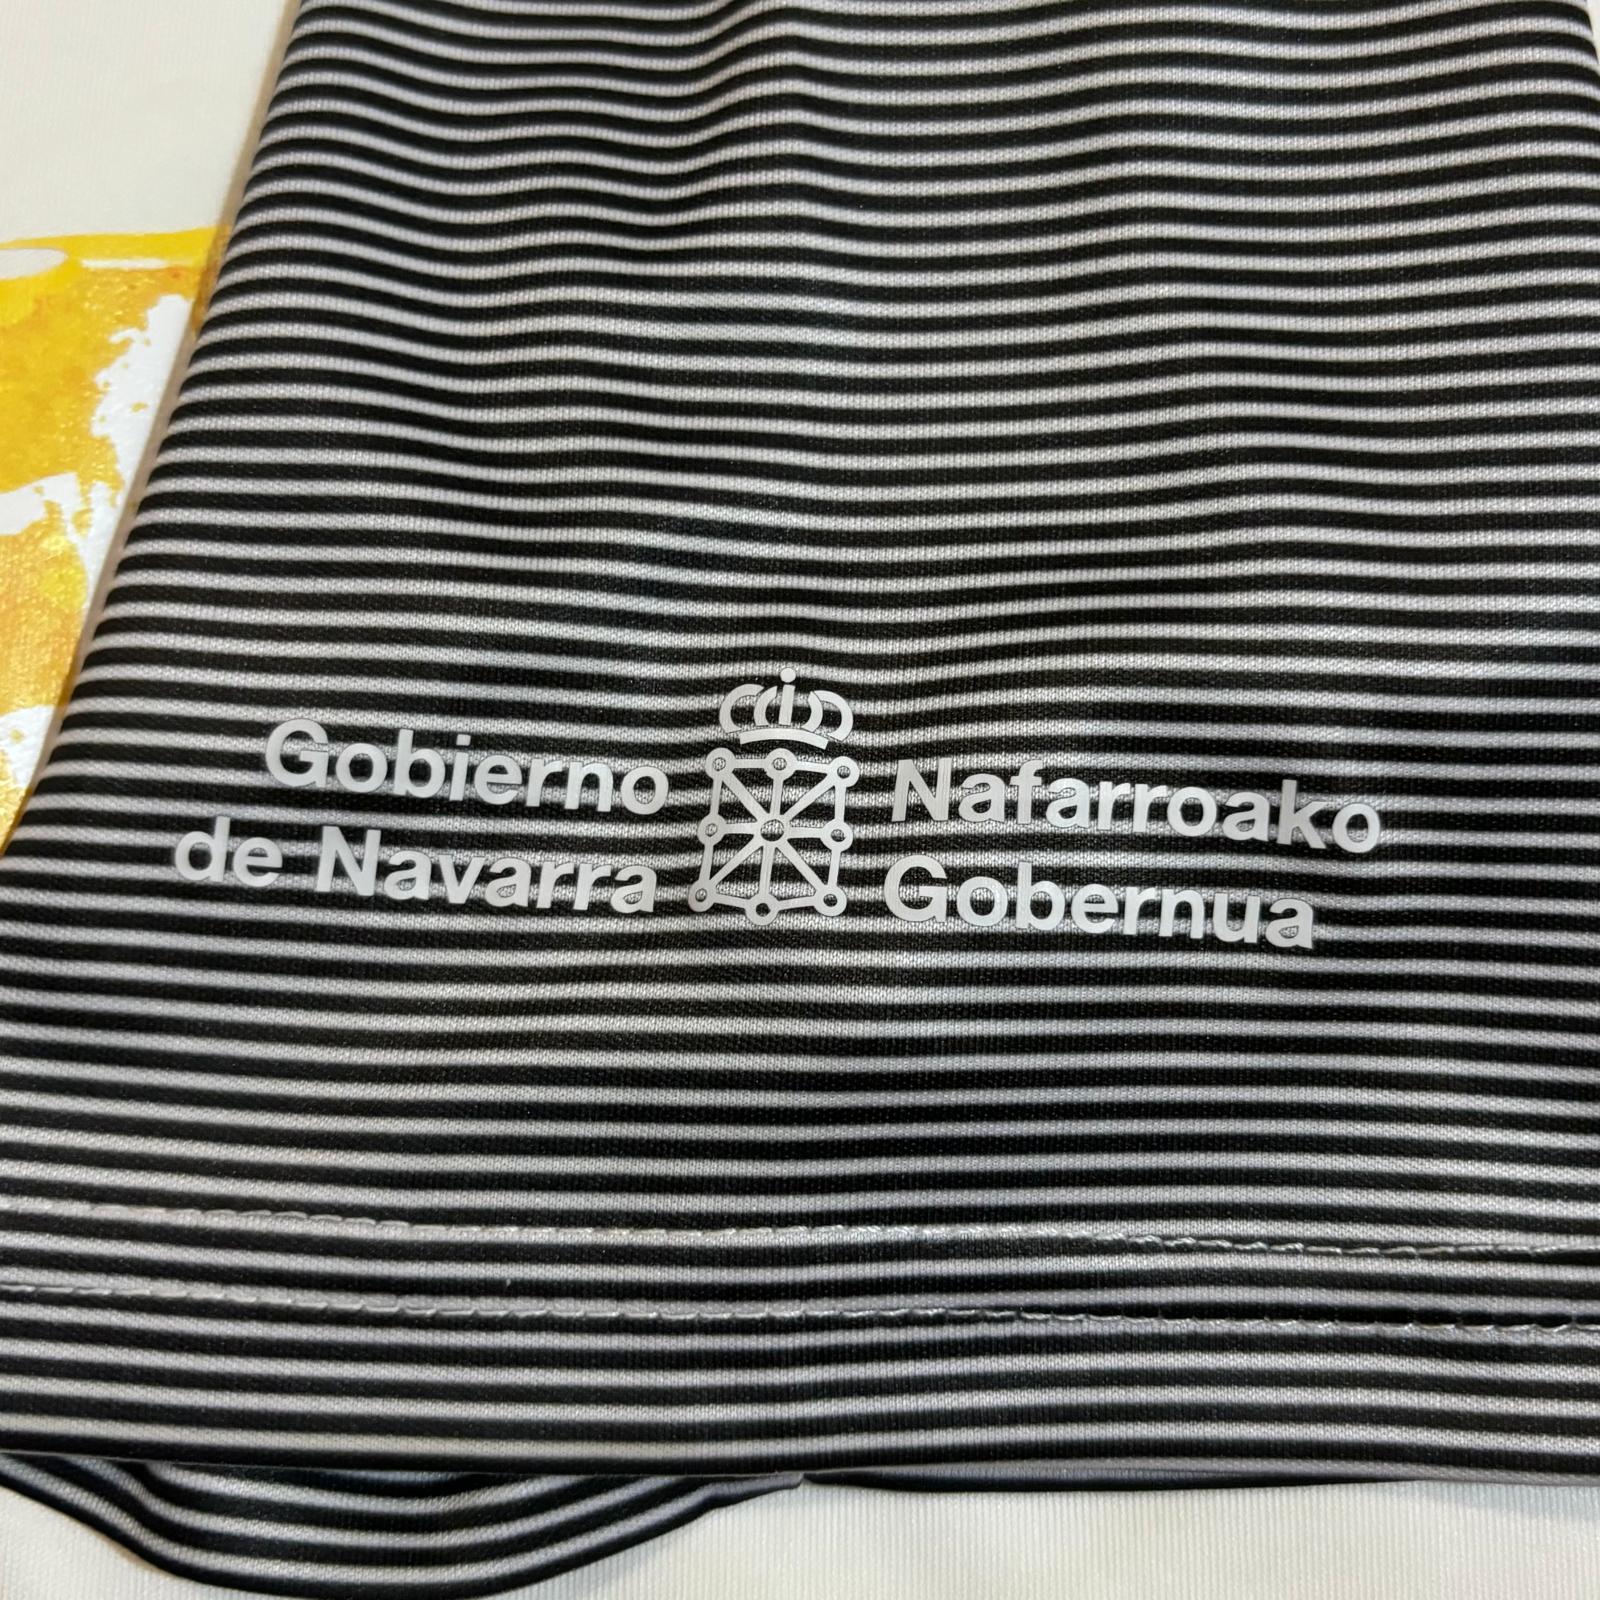 Gobierno
de Navarra
Nafarroako
Gobernua